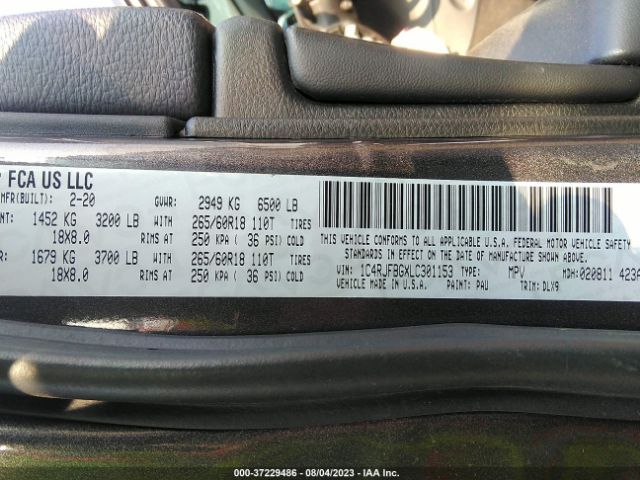 FCA US LLC
MFR(BUILT): 2-20 GVWR: 2949 KG 6500 LB
NT: 1452 KG 3200 LB WITH 265/60R18 110T TIRES
18X8.0 RIMS AT 250 KPA ( 36 PSI) COLD
R: 1679 KG 3700 LB WITH 265/60R18 110T TIRES
18X8.0 RIMS AT 250 KPA ( 36 PSI) COLD
THIS VEHICLE CONFORMS TO ALL APPLICABLE U.S.A. FEDERAL MOTOR VEHICLE SAFETY
STANDARDS IN EFFECT ON THE DATE OF MANUFACTURE SHOWN ABOVE.
VIN: 1C4RJFBGXLC301153 TYPE: MPV MDH: 020811 423
VEHICLE MADE IN U.S.A. PAINT: PAU TRIM: DLX9
000-37229486 - 08/04/2023 - IAA Inc.